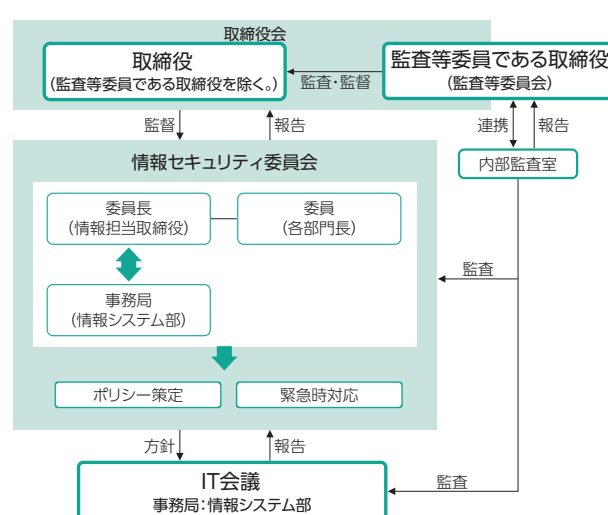 取締役会
取締役
(監査等委員である取締役を除く。)
監査・監督
監査等委員である取締役
(監査等委員会)
監督
報告
連携
報告
内部監査室
情報セキュリティ委員会
委員長
(情報担当取締役)
委員
(各部門長)
監査
事務局
(情報システム部)
ポリシー策定
緊急時対応
方針
報告
IT会議
事務局:情報システム部
監査